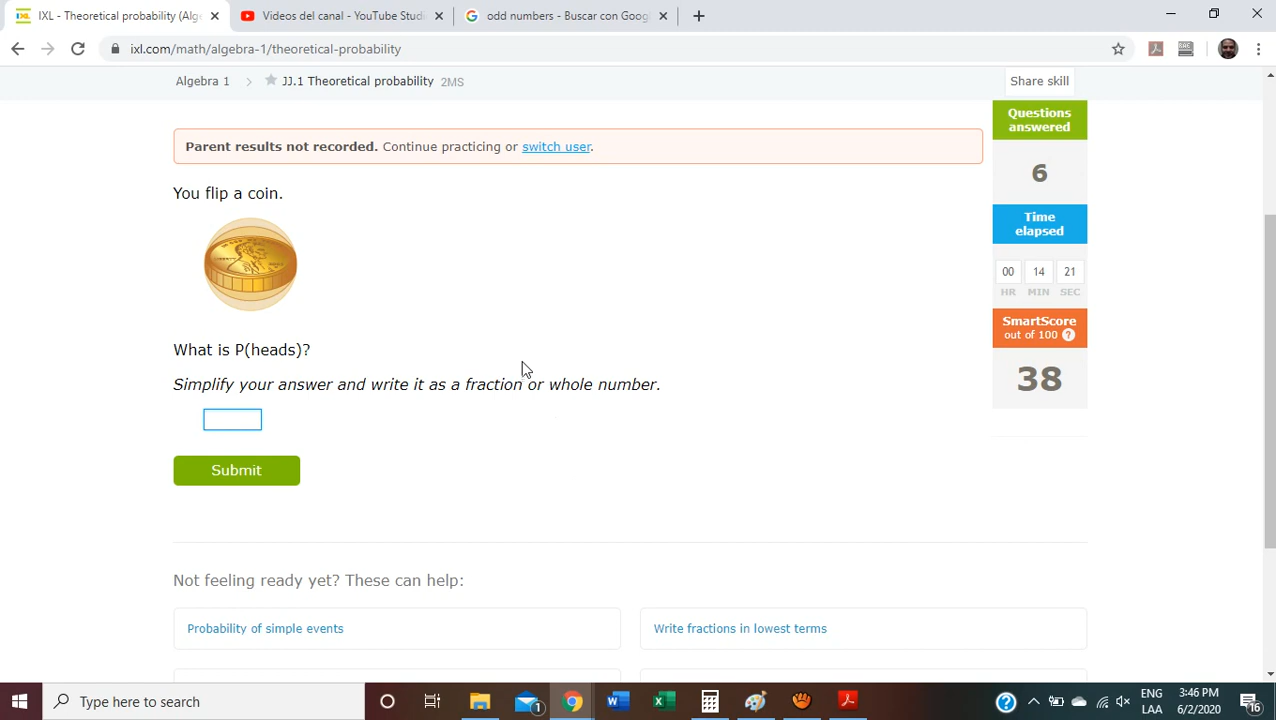 IXL - Theoretical probability (Alg
Videos del canal - YouTube Studi
odd numbers - Buscar con Goog
ixl.com/math/algebra-1/theoretical-probability
Algebra 1 > JJ.1 Theoretical probability 2MS
Share skill
Parent results not recorded. Continue practicing or switch user.
Questions
answered
6
Time
elapsed
00 14 21
HR MIN SEC
SmartScore
out of 100 ?
38
You flip a coin.
What is P(heads)?
Simplify your answer and write it as a fraction or whole number.
Submit
Not feeling ready yet? These can help:
Probability of simple events
Write fractions in lowest terms
Type here to search
1
ENG
LAA
3:46 PM
6/2/2020
16